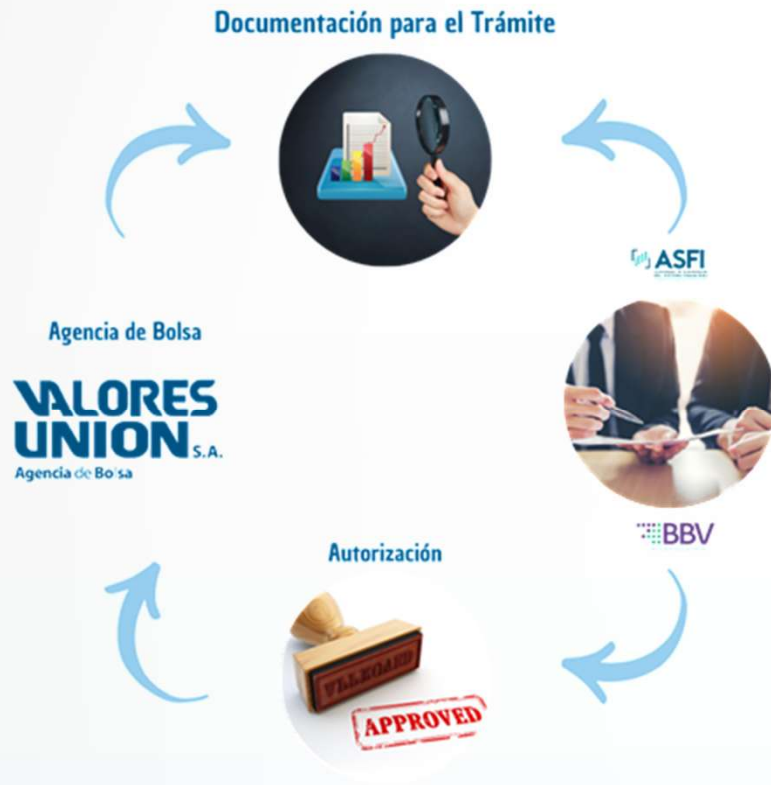 Documentación para el Trámite
ASFI
Agencia de Bolsa
VALORES
UNION S.A.
Agencia de Bolsa
BBV
Autorización
APPROVED